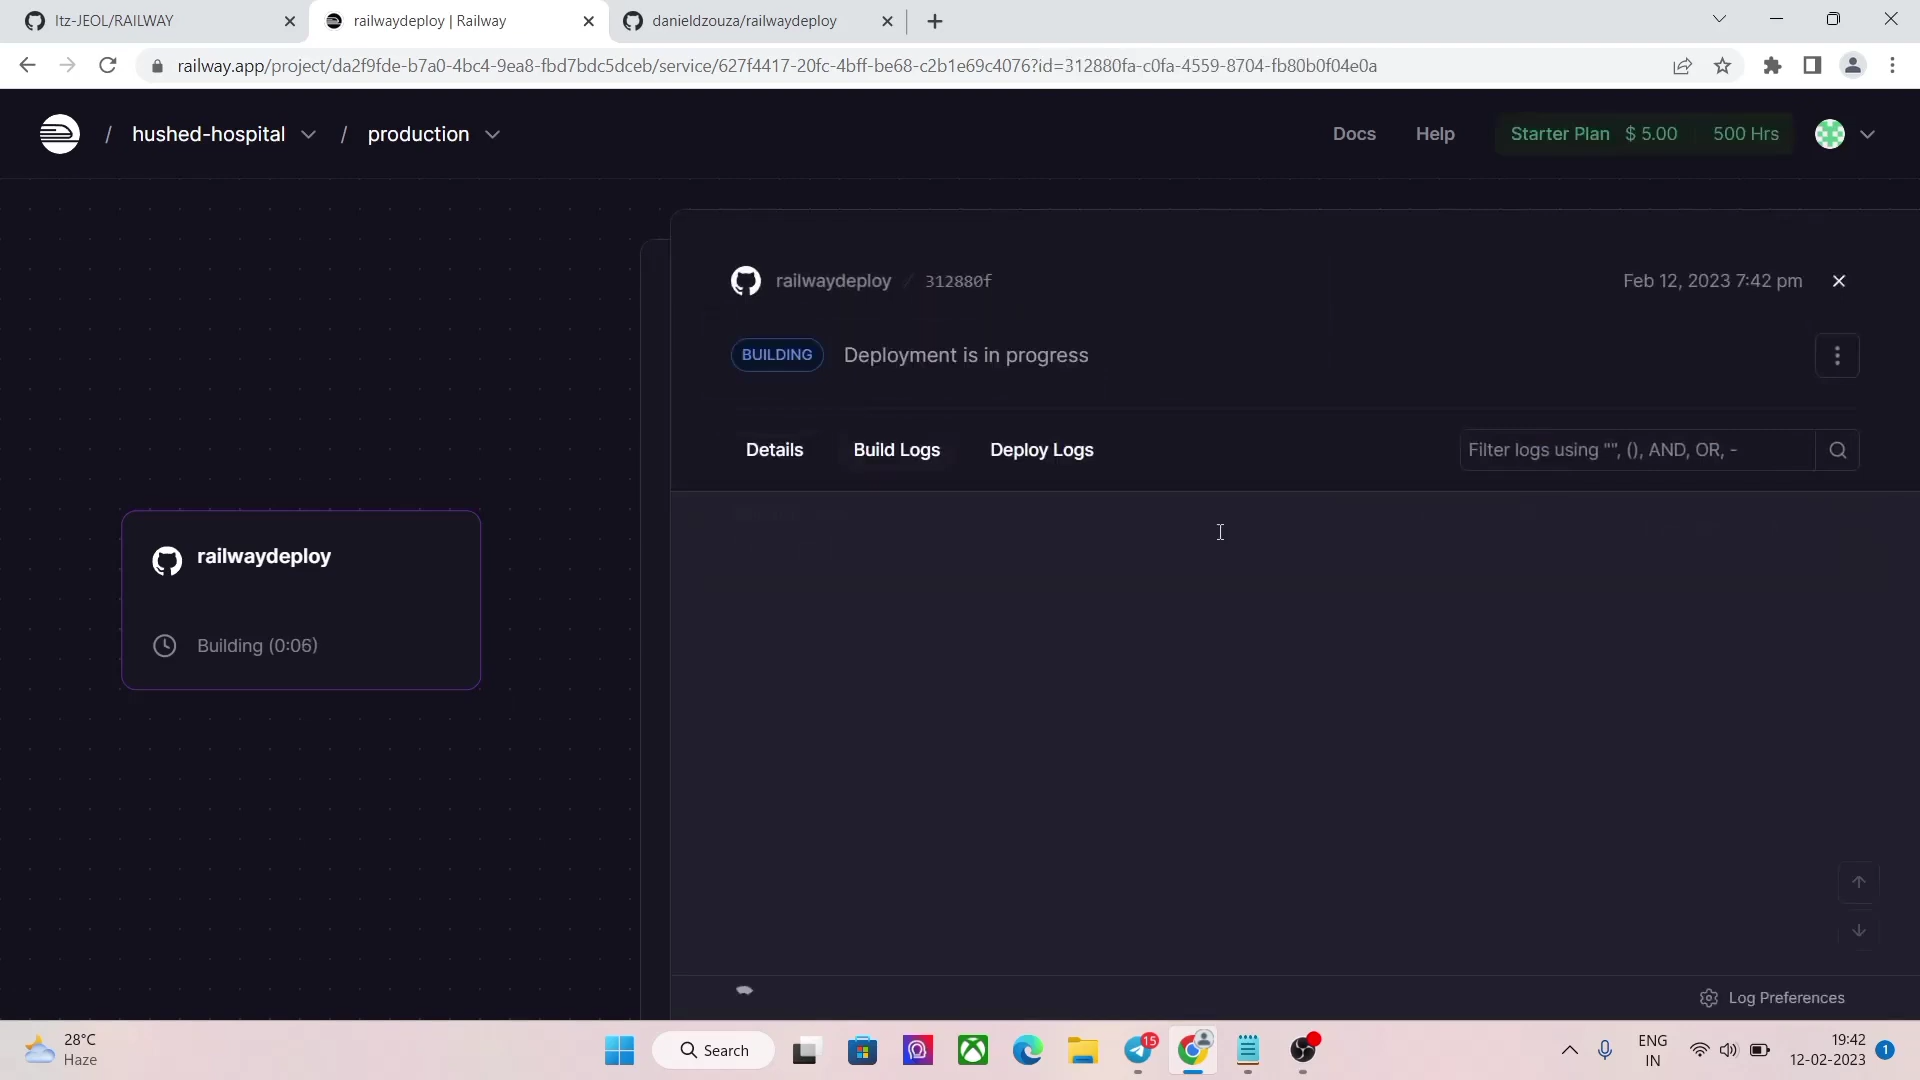 Itz-JEOL/RAILWAY
railwaydeploy | Railway
danieldzouza/railwaydeploy
railway.app/project/da2f9fde-b7a0-4bc4-9ea8-fbd7bdc5dceb/service/627f4417-20fc-4bff-be68-c2b1e69c4076?id=312880fa-c0fa-4559-8704-fb80b0f04e0a
/ hushed-hospital / production
Docs Help Starter Plan $ 5.00 500 Hrs
railwaydeploy / 312880f
Feb 12, 2023 7:42 pm
BUILDING Deployment is in progress
Details Build Logs Deploy Logs
Filter logs using "", (), AND, OR, -
railwaydeploy
Building (0:06)
Log Preferences
28°C
Haze
Search
15
ENG
IN
19:42
12-02-2023
1